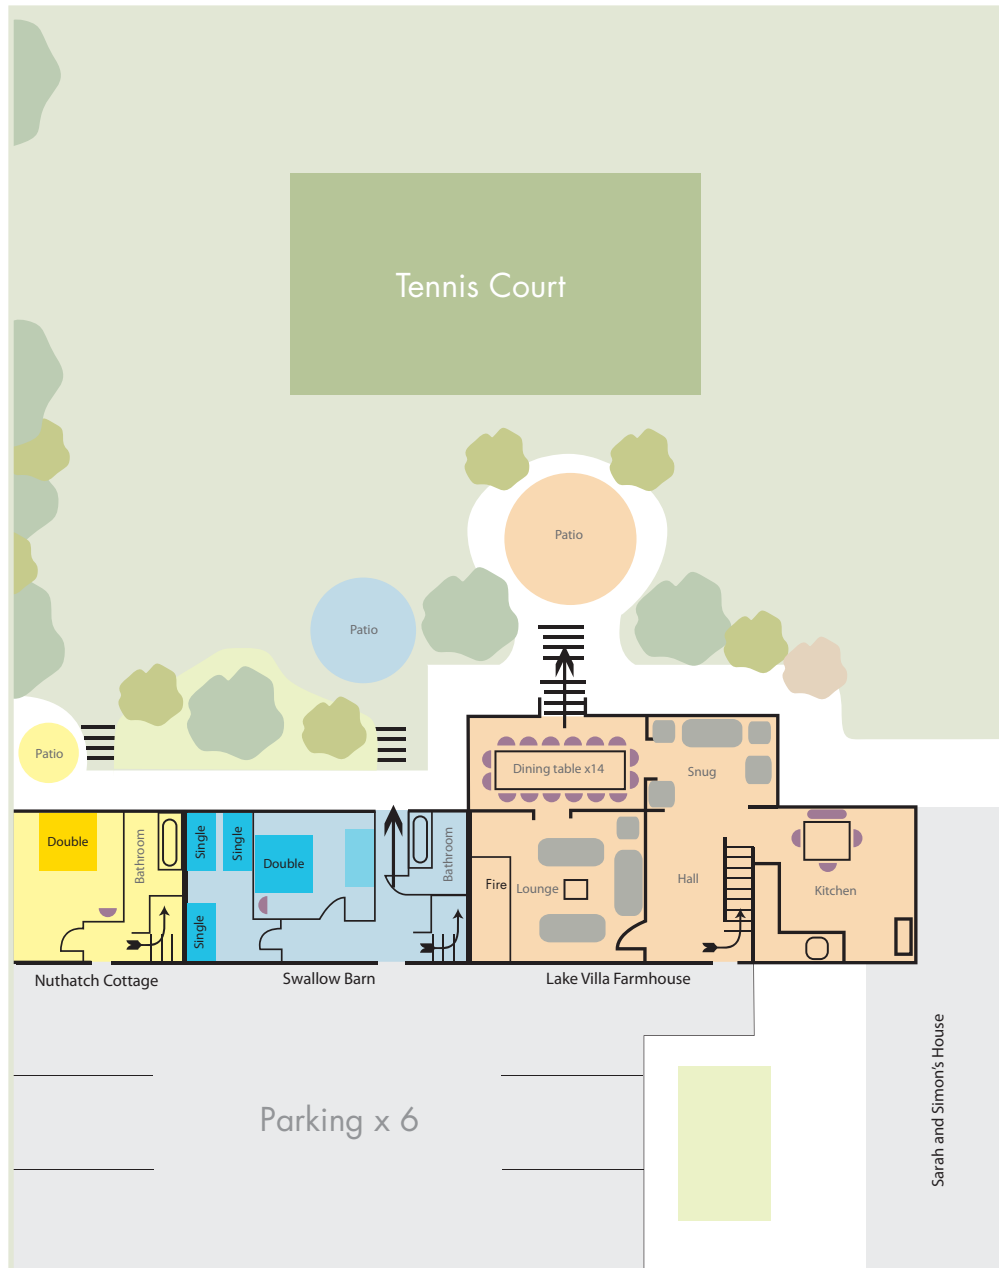 Tennis Court
Patio
Patio
Patio
Dining table x14
Snug
Double
Bathroom
Single
Single
Double
Single
Bathroom
Fire
Lounge
Hall
Kitchen
Nuthatch Cottage
Swallow Barn
Lake Villa Farmhouse
Parking x 6
Sarah and Simon's House